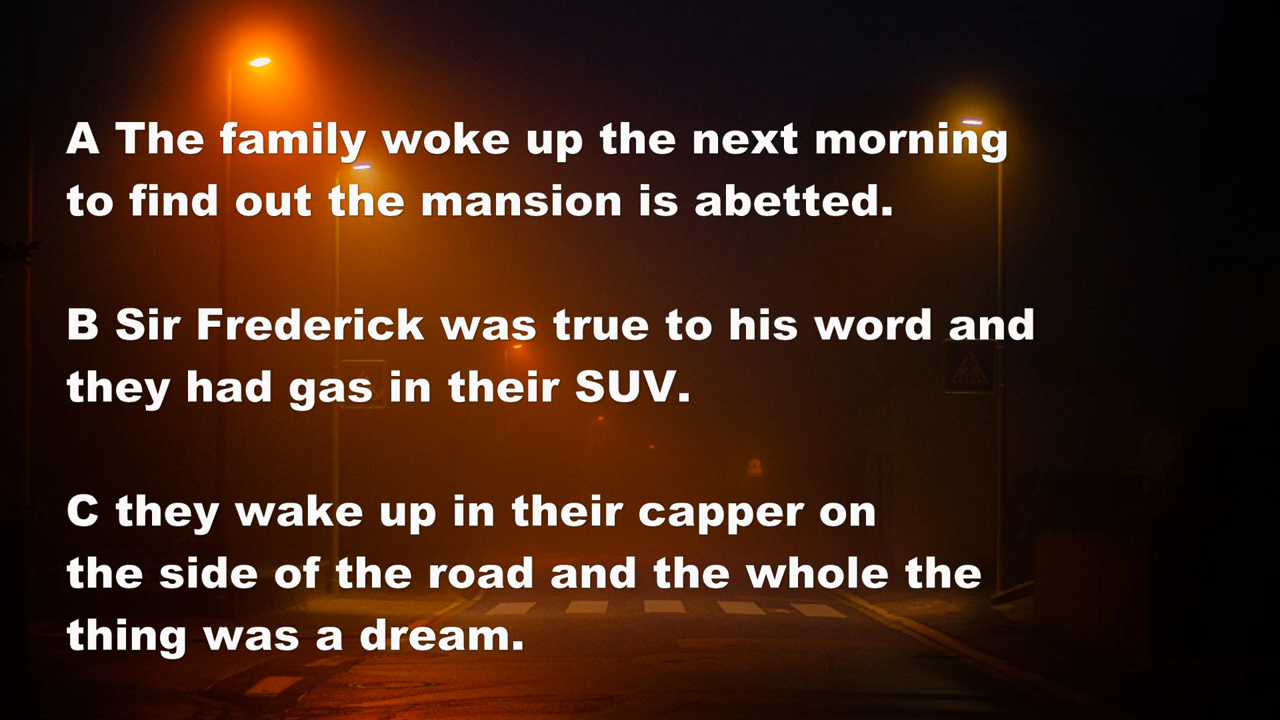 A The family woke up the next morning
to find out the mansion is abetted.
B Sir Frederick was true to his word and
they had gas in their SUV.
C they wake up in their capper on
the side of the road and the whole the
thing was a dream.